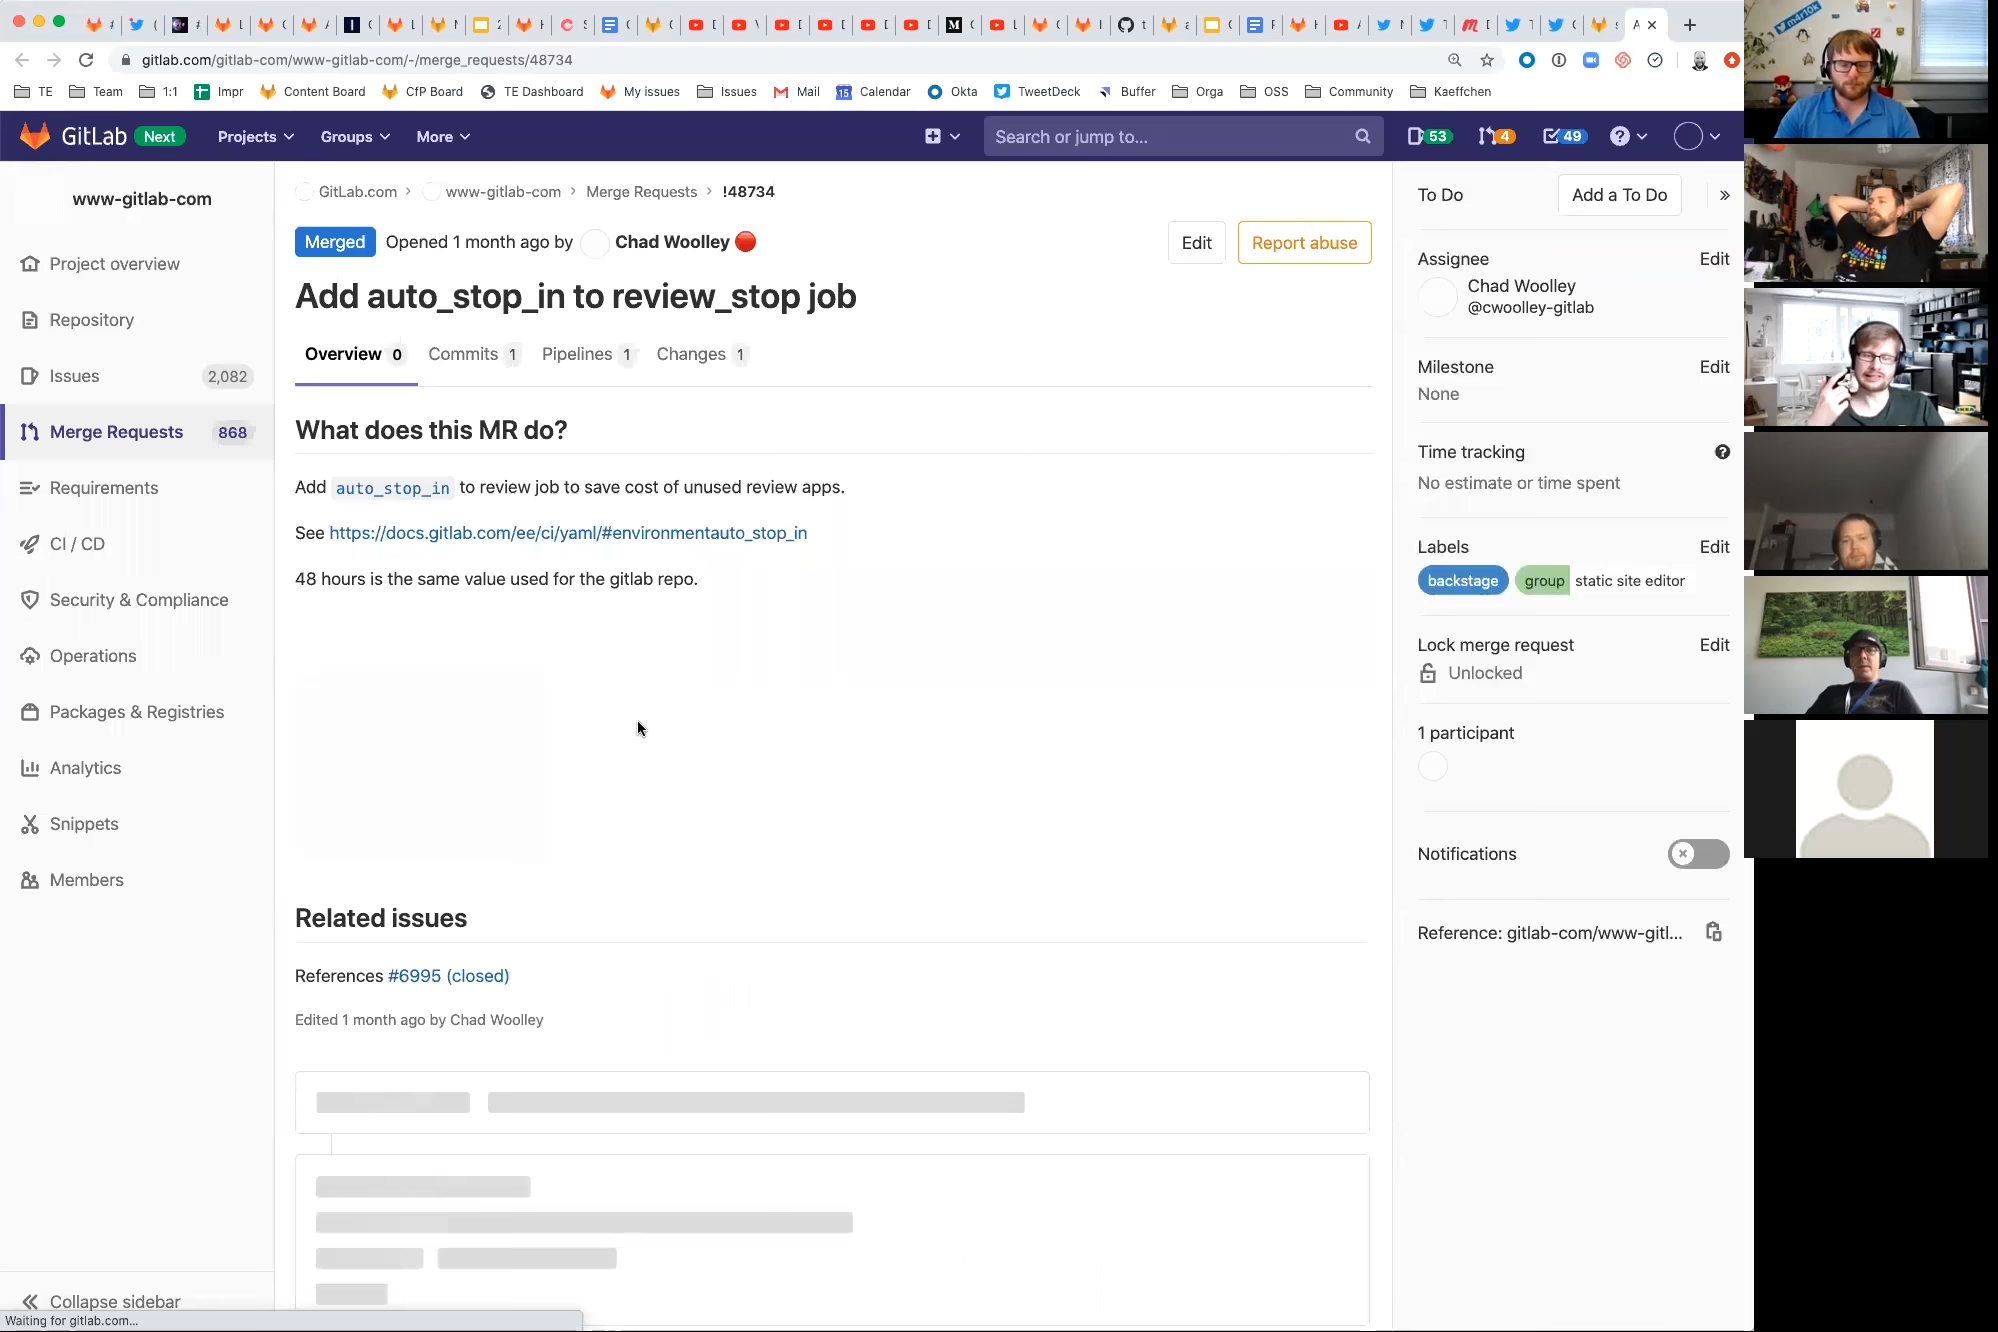 gitlab.com/gitlab-com/www-gitlab-com/-/merge_requests/48734
TE Team 1:1 Impr Content Board CfP Board TE Dashboard My issues Issues Mail Calendar Okta TweetDeck Buffer Orga OSS Community Kaeffchen
GitLab Next Projects Groups More Search or jump to... 53 4 49
www-gitlab-com
Project overview
Repository
Issues 2,082
Merge Requests 868
Requirements
CI / CD
Security & Compliance
Operations
Packages & Registries
Analytics
Snippets
Members
Collapse sidebar
Waiting for gitlab.com...
GitLab.com > www-gitlab-com > Merge Requests > !48734
Merged Opened 1 month ago by Chad Woolley Edit Report abuse
Add auto_stop_in to review_stop job
Overview 0 Commits 1 Pipelines 1 Changes 1
What does this MR do?
Add auto_stop_in to review job to save cost of unused review apps.
See https://docs.gitlab.com/ee/ci/yaml/#environmentauto_stop_in
48 hours is the same value used for the gitlab repo.
Related issues
References #6995 (closed)
Edited 1 month ago by Chad Woolley
To Do Add a To Do
Assignee Edit
Chad Woolley
@cwoolley-gitlab
Milestone Edit
None
Time tracking
No estimate or time spent
Labels Edit
backstage group static site editor
Lock merge request Edit
Unlocked
1 participant
Notifications
Reference: gitlab-com/www-gitl...
m4r10k
IKEA